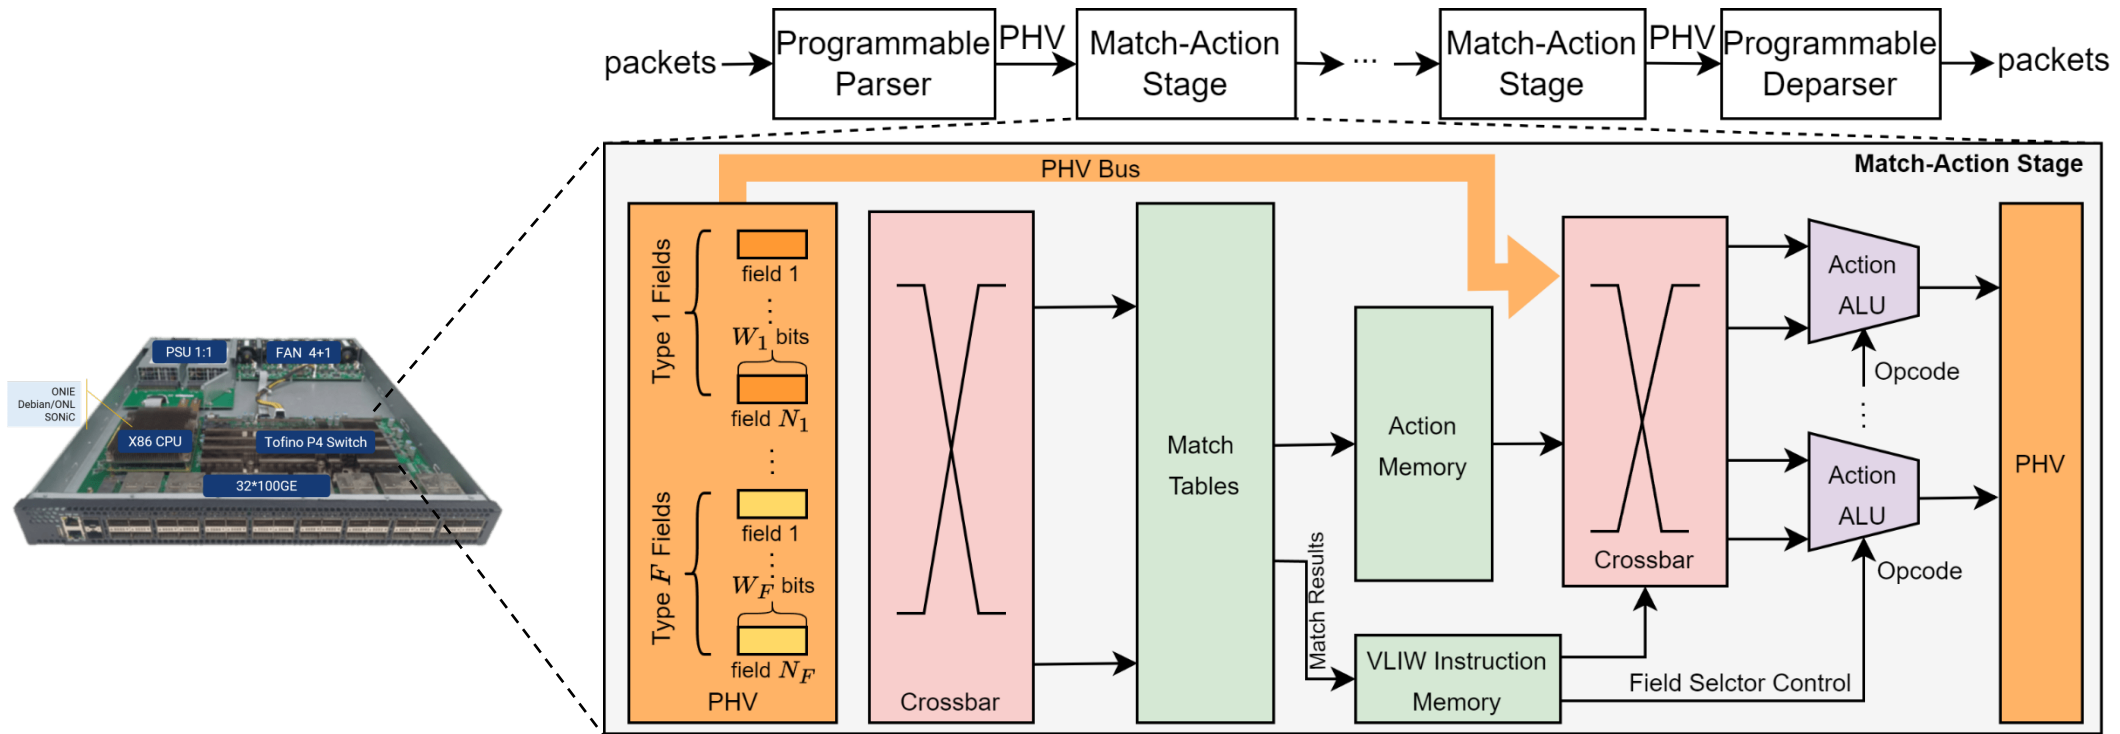 packets
Programmable
Parser
PHV
Match-Action
Stage
...
Match-Action
Stage
PHV
Programmable
Deparser
packets
Match-Action Stage
PHV Bus
Type 1 Fields
field 1
W1 bits
field N1
Type F Fields
field 1
WF bits
field NF
PHV
Crossbar
Match
Tables
Match Results
Action
Memory
VLIW Instruction
Memory
Crossbar
Field Selctor Control
Action
ALU
Opcode
Action
ALU
Opcode
PHV
PSU 1:1
FAN 4+1
ONIE
Debian/ONL
SONiC
X86 CPU
Tofino P4 Switch
32*100GE